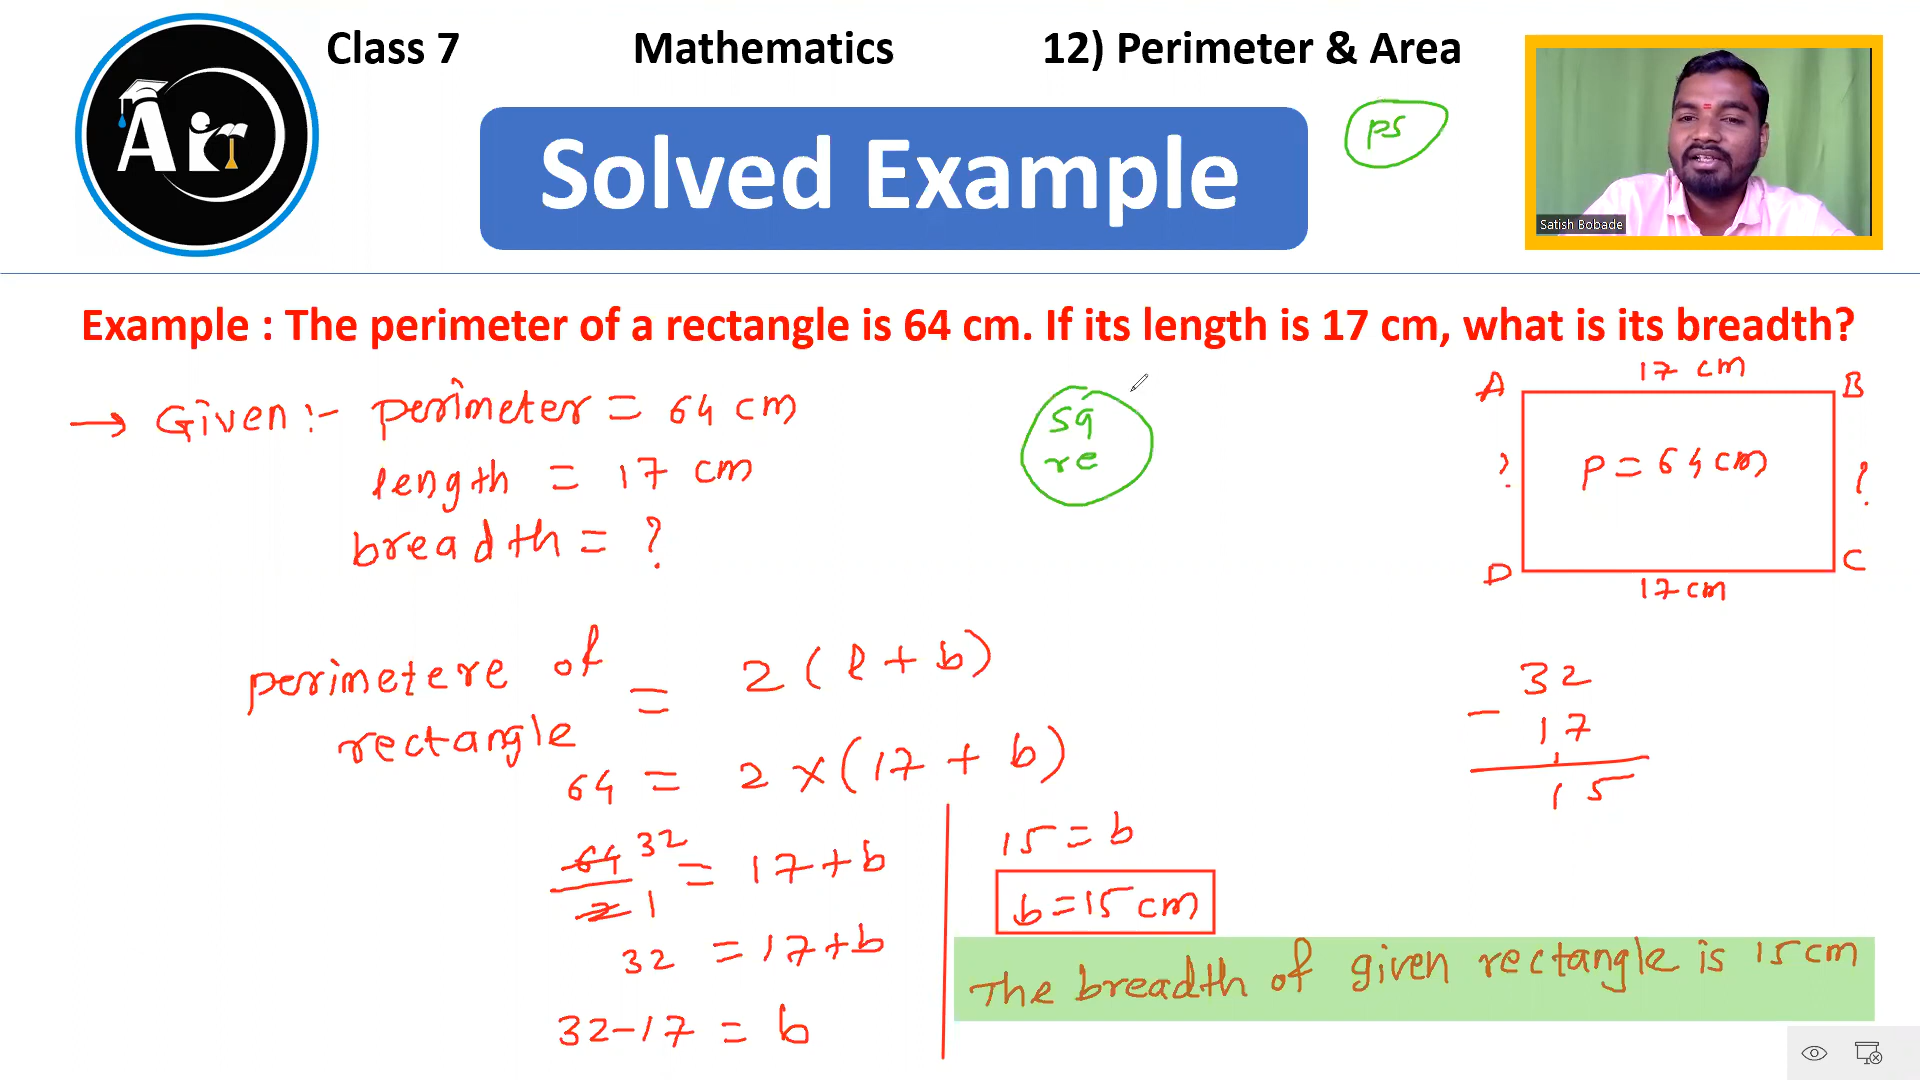 Air
Class 7 Mathematics 12) Perimeter & Area
Solved Example
ps
Satish Bobade
Example : The perimeter of a rectangle is 64 cm. If its length is 17 cm, what is its breadth?
→ Given :- perimeter = 64 cm
length = 17 cm
breadth = ?
sq
re
17 cm
A B
? P = 64 cm ?
D C
17 cm
perimetere of
rectangle = 2 (l + b)
64 = 2 × (17 + b)
64 32
2 1 = 17 + b
32 = 17 + b
32 - 17 = b
32
- 17
1
15
15 = b
b = 15 cm
The breadth of given rectangle is 15 cm